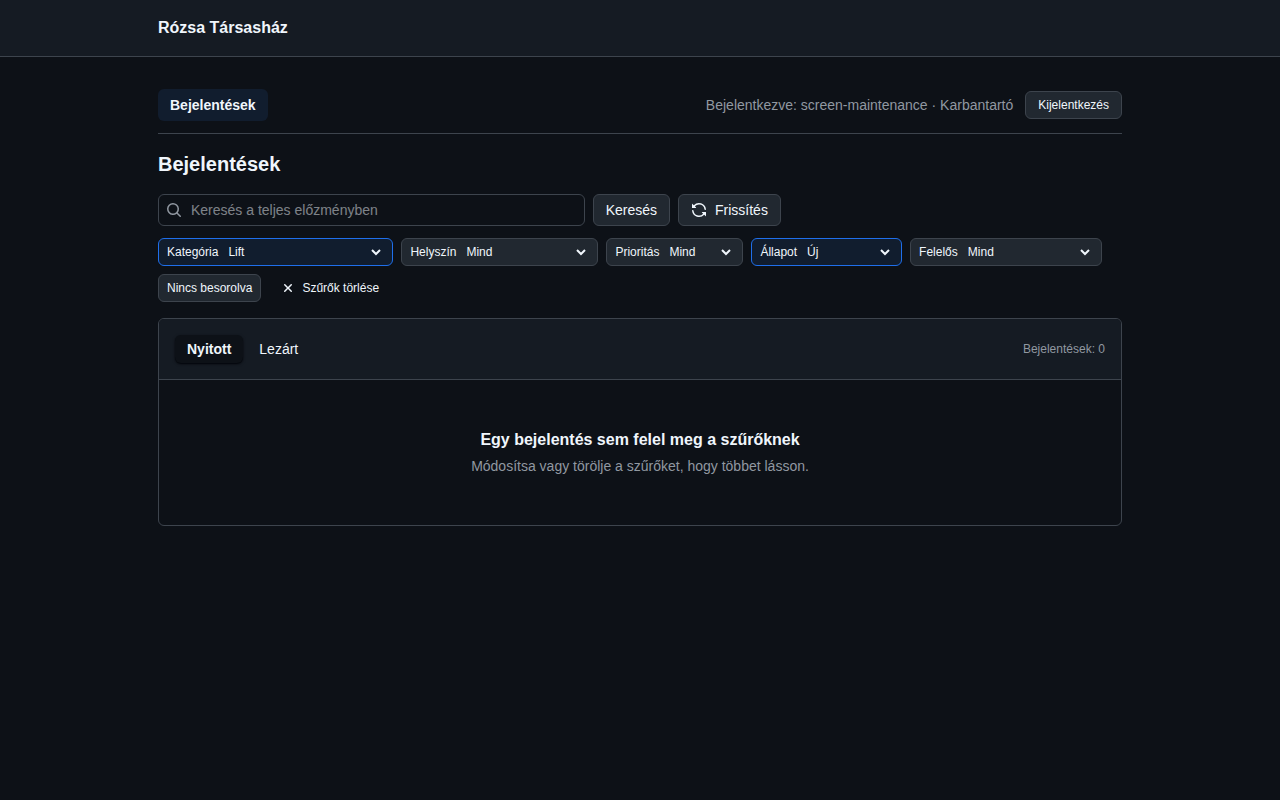 Rózsa Társasház
Bejelentések
Bejelentkezve: screen-maintenance · Karbantartó
Kijelentkezés
Bejelentések
Keresés a teljes előzményben
Keresés
Frissítés
Kategória Lift
Helyszín Mind
Prioritás Mind
Állapot Új
Felelős Mind
Nincs besorolva
Szűrők törlése
Nyitott
Lezárt
Bejelentések: 0
Egy bejelentés sem felel meg a szűrőknek
Módosítsa vagy törölje a szűrőket, hogy többet lásson.